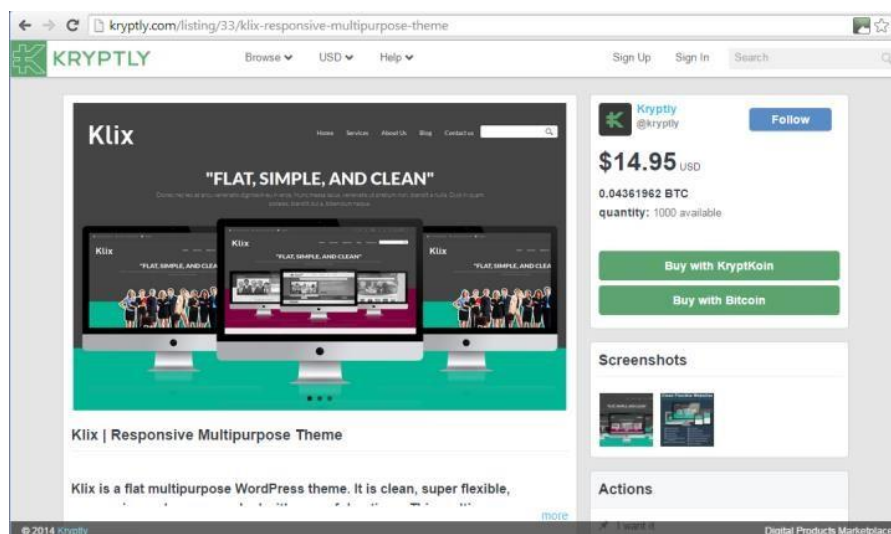 kryptly.com/listing/33/klix-responsive-multipurpose-theme
KRYPTLY Browse USD Help Sign Up Sign In Search
Klix
Home Services About Us Blog Contact us
"FLAT, SIMPLE, AND CLEAN"
Klix Klix Klix
"FLAT, SIMPLE, AND CLEAN" "FLAT, SIMPLE, AND CLEAN" "FLAT, SIMPLE, AND CLEA
Klix | Responsive Multipurpose Theme
Klix is a flat multipurpose WordPress theme. It is clean, super flexible,
more
Kryptly
@kryptly
Follow
$14.95 USD
0.04361962 BTC
quantity: 1000 available
Buy with KryptKoin
Buy with Bitcoin
Screenshots
Actions
I want it
© 2014 Kryptly Digital Products Marketplace